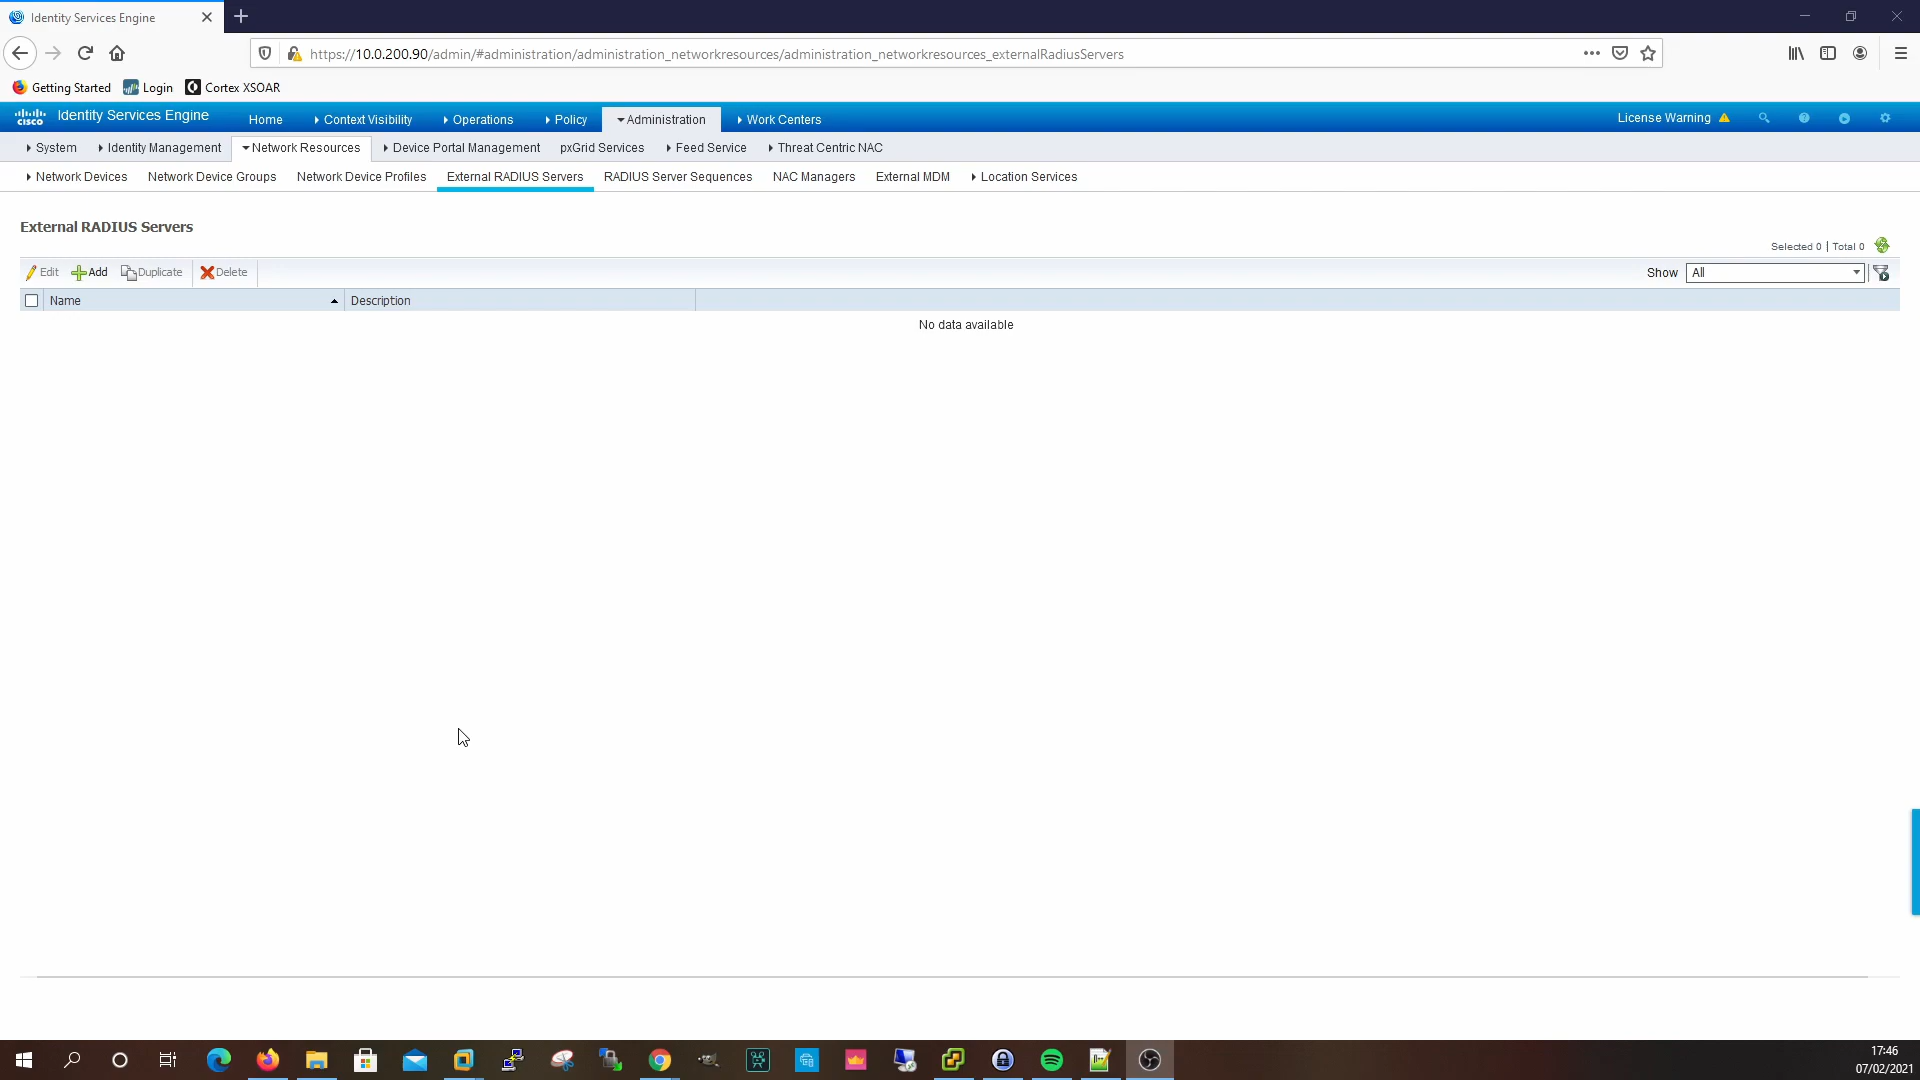 Identity Services Engine
https://10.0.200.90/admin/#administration/administration_networkresources/administration_networkresources_externalRadiusServers
Getting Started Login Cortex XSOAR
cisco Identity Services Engine Home Context Visibility Operations Policy Administration Work Centers License Warning
System Identity Management Network Resources Device Portal Management pxGrid Services Feed Service Threat Centric NAC
Network Devices Network Device Groups Network Device Profiles External RADIUS Servers RADIUS Server Sequences NAC Managers External MDM Location Services
External RADIUS Servers
Selected 0 | Total 0
Edit Add Duplicate Delete Show All
Name Description
No data available
17:46
07/02/2021